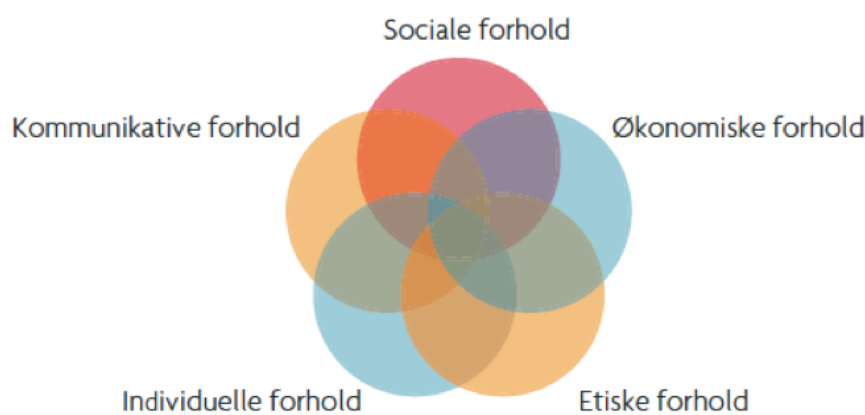 Sociale forhold
Kommunikative forhold
Økonomiske forhold
Individuelle forhold
Etiske forhold